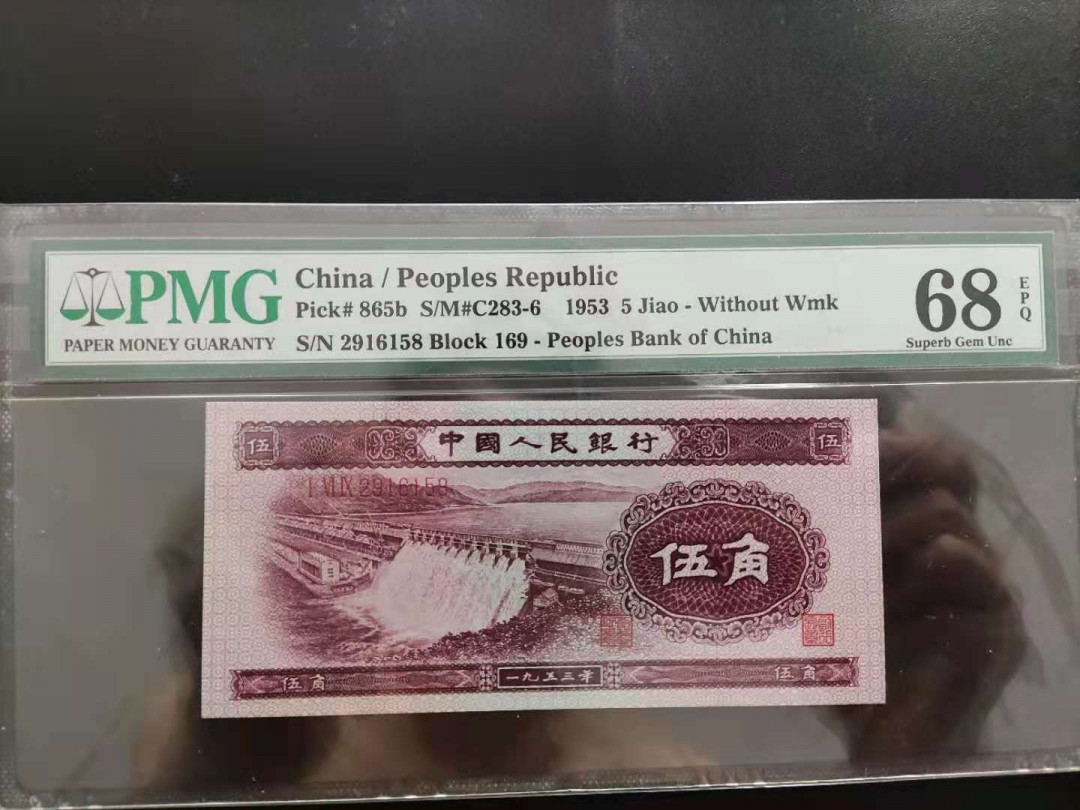 PMG
PAPER MONEY GUARANTY
China / Peoples Republic
Pick# 865b S/M#C283-6 1953 5 Jiao - Without Wmk
S/N 2916158 Block 169 - Peoples Bank of China
68
EPQ
Superb Gem Unc
伍 中國人民銀行 伍
I VI IX 2916158
伍角
伍角 一九五三年 伍角